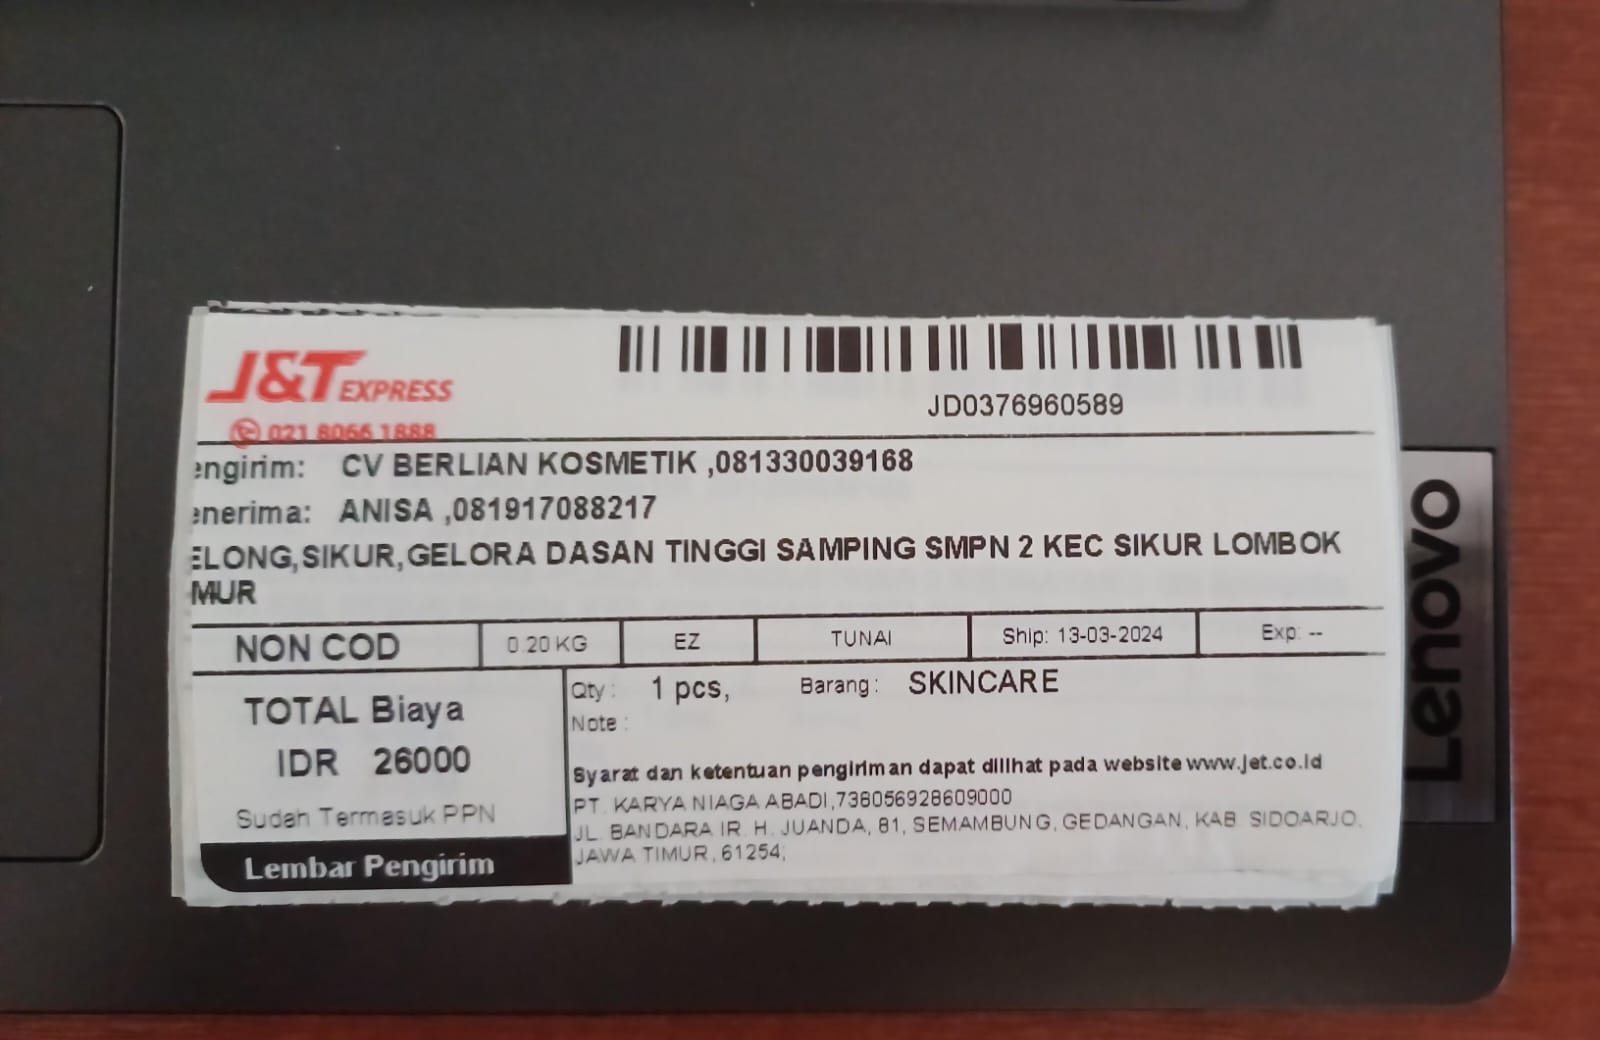 J&T EXPRESS
021 8066 1888
JD0376960589
engirim: CV BERLIAN KOSMETIK ,081330039168
enerima: ANISA ,081917088217
ELONG,SIKUR,GELORA DASAN TINGGI SAMPING SMPN 2 KEC SIKUR LOMBOK
MUR
NON COD 0.20 KG EZ TUNAI Ship: 13-03-2024 Exp: --
TOTAL Biaya
IDR 26000
Sudah Termasuk PPN
Lembar Pengirim
Qty : 1 pcs, Barang : SKINCARE
Note :
Syarat dan ketentuan pengiriman dapat dilihat pada website www.jet.co.id
PT. KARYA NIAGA ABADI,738056928609000
JL. BANDARA IR. H. JUANDA, 81, SEMAMBUNG, GEDANGAN, KAB. SIDOARJO,
JAWA TIMUR, 61254;
Lenovo